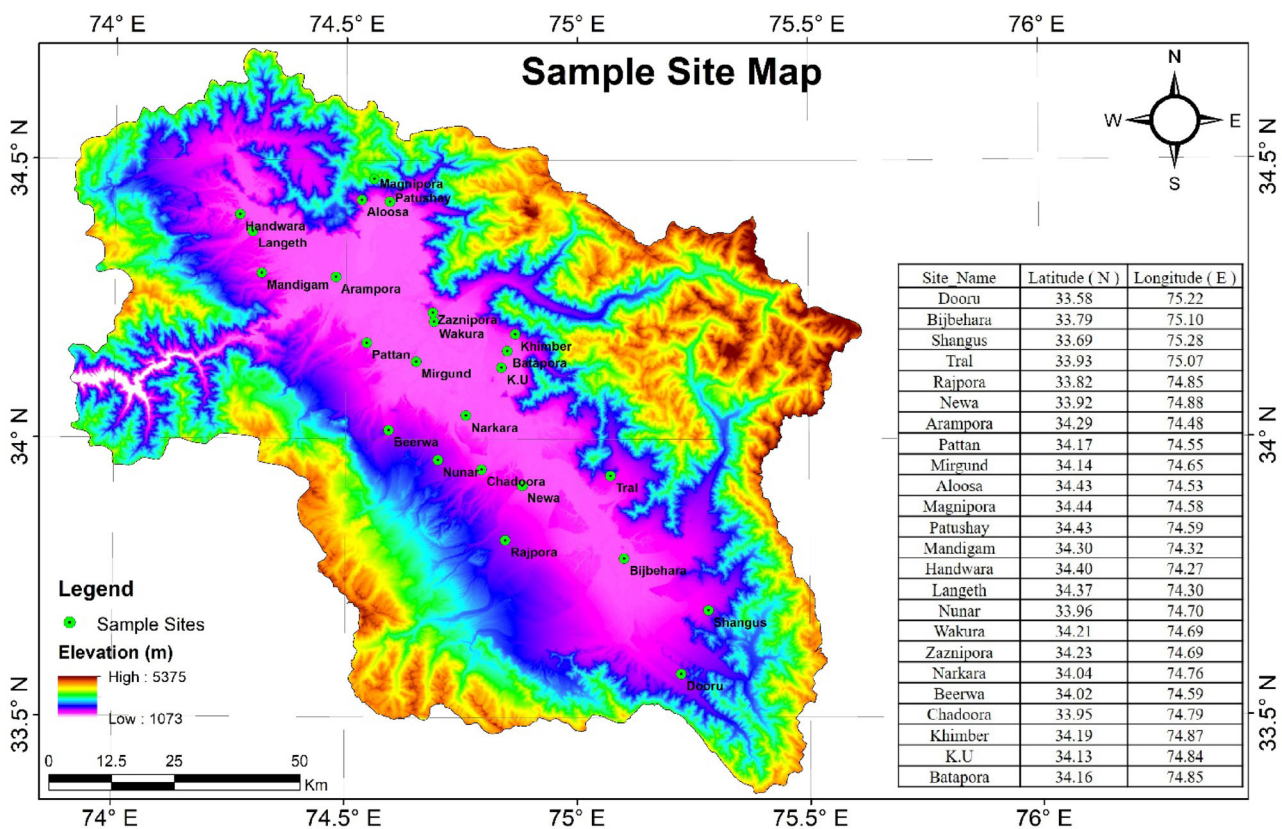 74° E 74.5° E 75° E 75.5° E 76° E
Sample Site Map
N
W E
S
34.5° N 34.5° N
34° N 34° N
33.5° N 33.5° N
Magnipora
Patushay
Aloosa
Handwara
Langeth
Mandigam
Arampora
Zaznipora
Wakura
Khimber
Pattan
Batapora
Mirgund
K.U
Narkara
Beerwa
Nunar
Chadoora
Tral
Newa
Rajpora
Bijbehara
Shangus
Dooru
Site_Name Latitude ( N ) Longitude ( E )
Dooru 33.58 75.22
Bijbehara 33.79 75.10
Shangus 33.69 75.28
Tral 33.93 75.07
Rajpora 33.82 74.85
Newa 33.92 74.88
Arampora 34.29 74.48
Pattan 34.17 74.55
Mirgund 34.14 74.65
Aloosa 34.43 74.53
Magnipora 34.44 74.58
Patushay 34.43 74.59
Mandigam 34.30 74.32
Handwara 34.40 74.27
Langeth 34.37 74.30
Nunar 33.96 74.70
Wakura 34.21 74.69
Zaznipora 34.23 74.69
Narkara 34.04 74.76
Beerwa 34.02 74.59
Chadoora 33.95 74.79
Khimber 34.19 74.87
K.U 34.13 74.84
Batapora 34.16 74.85
Legend
Sample Sites
Elevation (m)
High : 5375
Low : 1073
0 12.5 25 50
Km
74° E 74.5° E 75° E 75.5° E 76° E